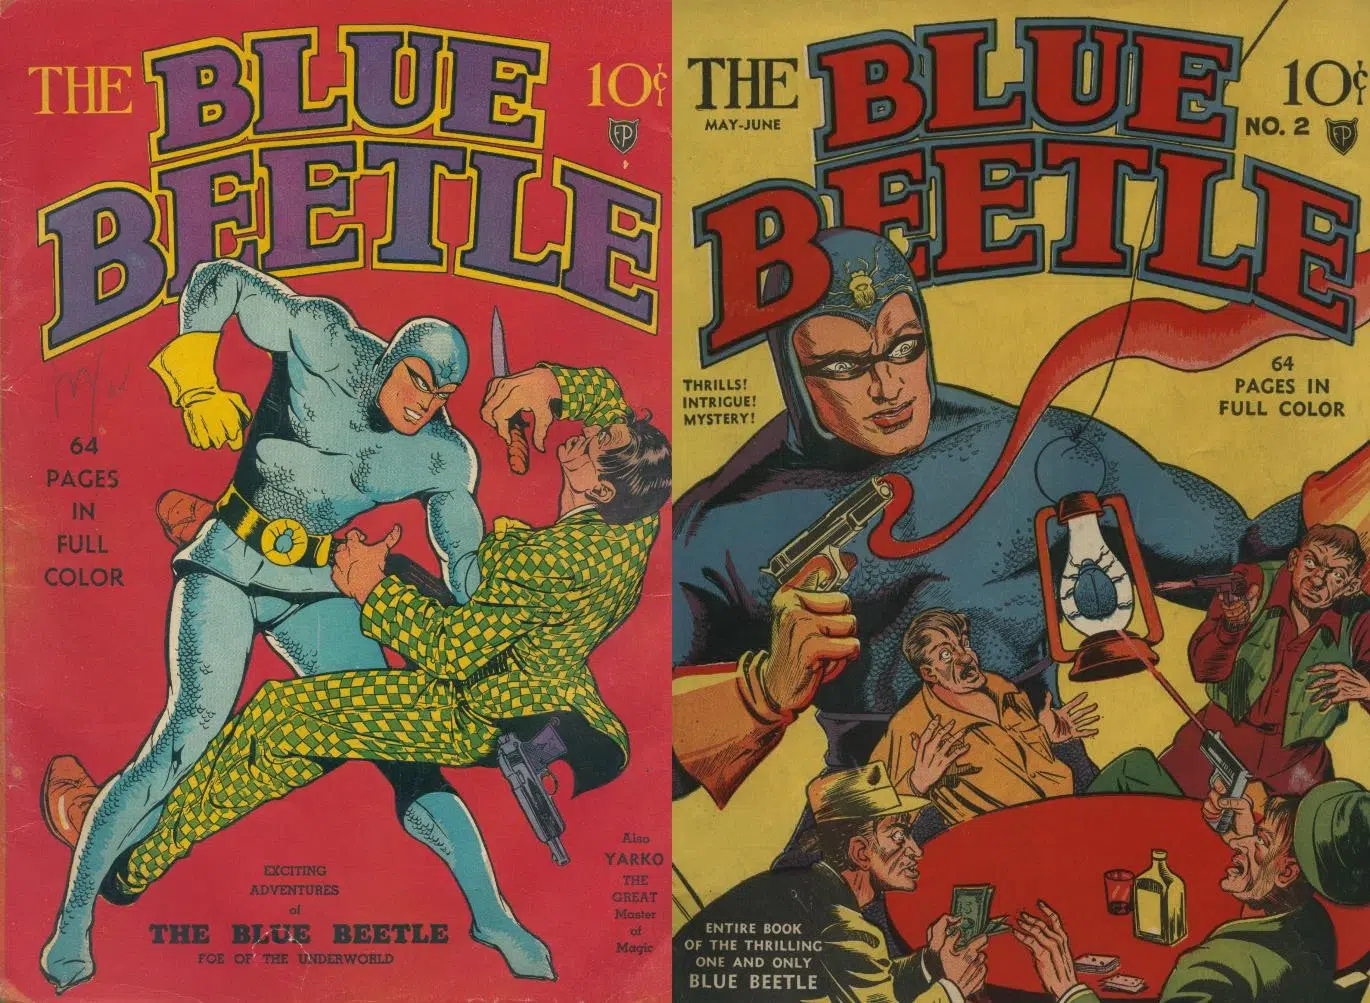 THE BLUE BEETLE
10¢
FP
64
PAGES
IN
FULL
COLOR
EXCITING
ADVENTURES
of
THE BLUE BEETLE
FOE OF THE UNDERWORLD
Also
YARKO
THE
GREAT
Master
of
Magic
THE BLUE BEETLE
10¢
MAY-JUNE
NO. 2
FP
THRILLS!
INTRIGUE!
MYSTERY!
64
PAGES IN
FULL COLOR
ENTIRE BOOK
OF THE THRILLING
ONE AND ONLY
BLUE BEETLE